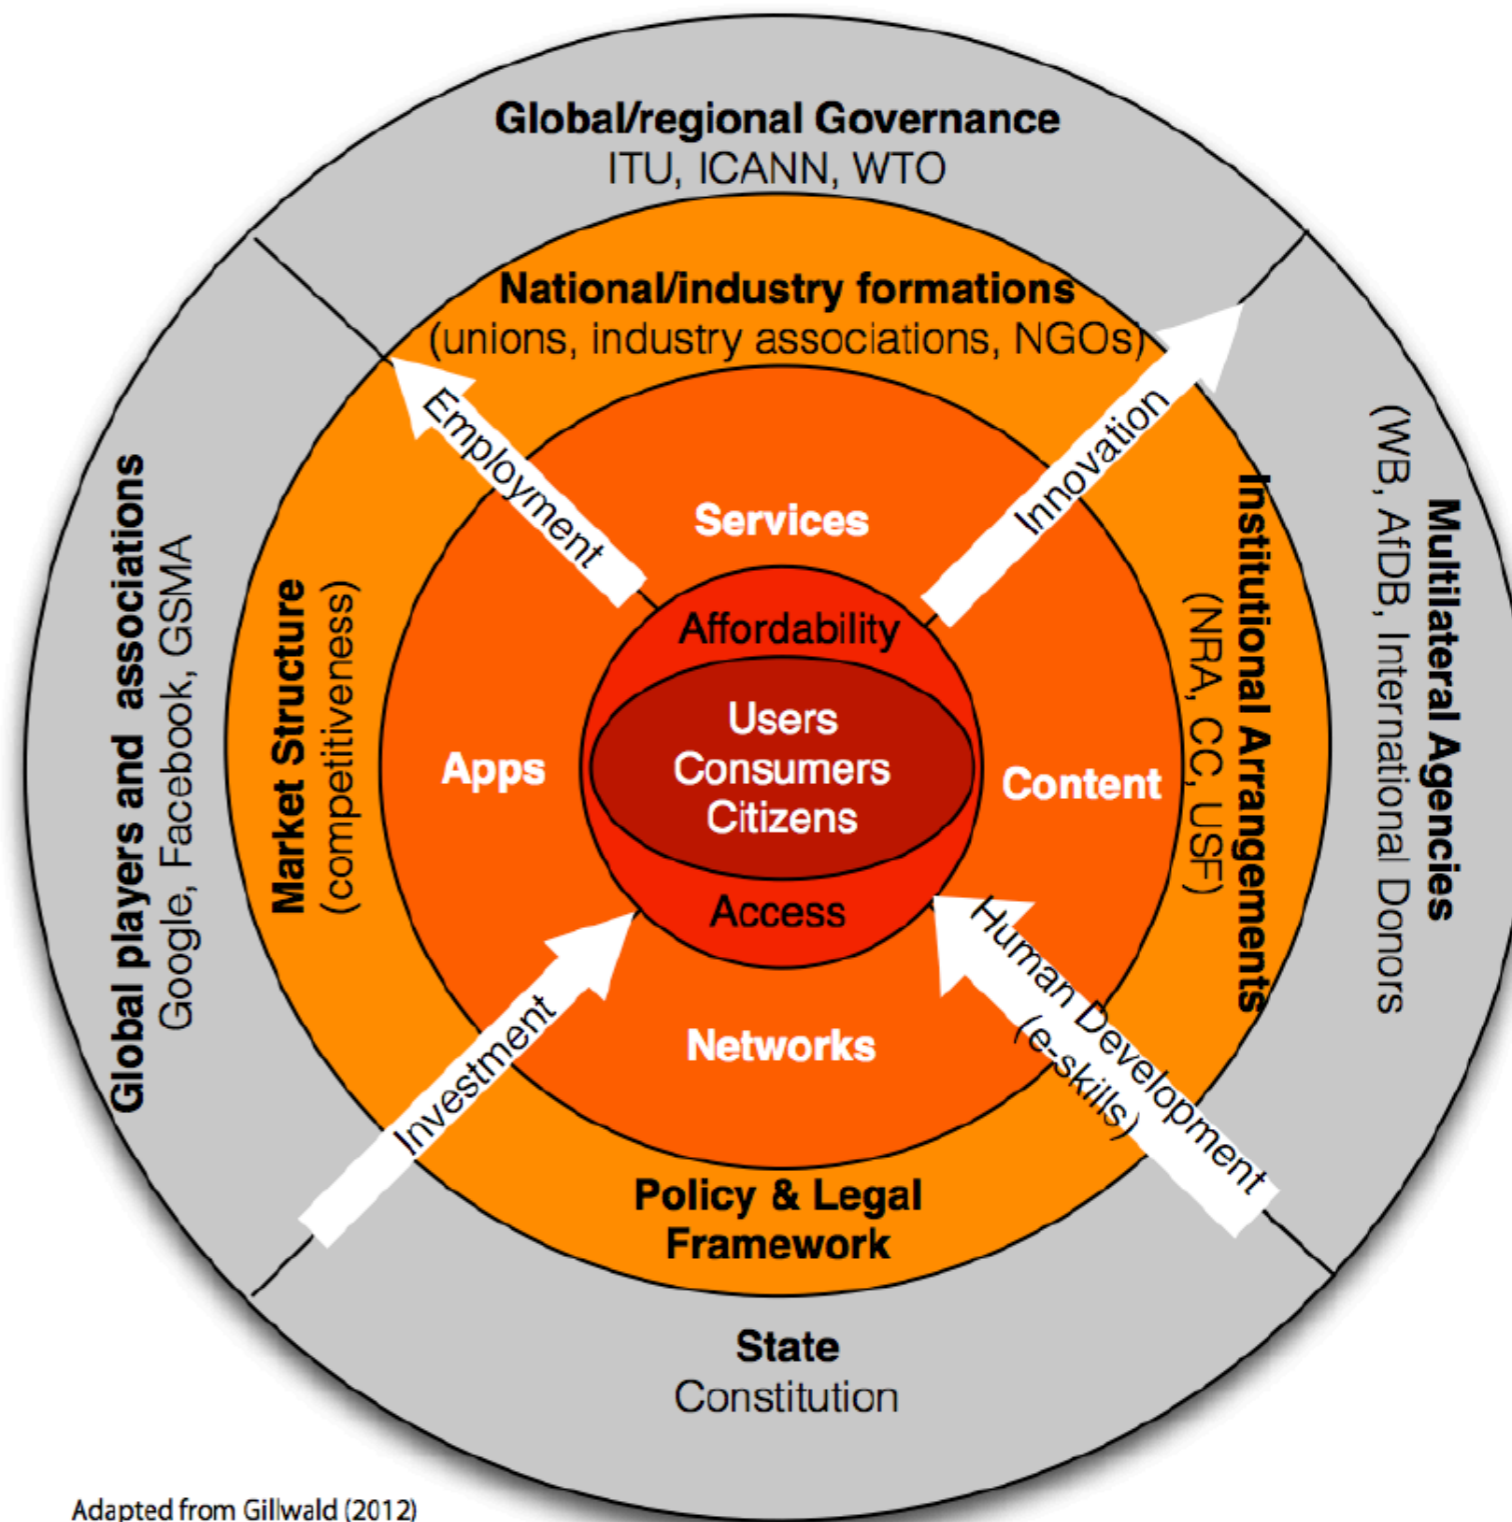 Global/regional Governance
ITU, ICANN, WTO
National/industry formations
(unions, industry associations, NGOs)
Employment
Innovation
Services
Global players and associations
Google, Facebook, GSMA
Market Structure
(competitiveness)
Apps
Affordability
Users
Consumers
Citizens
Access
Content
Institutional Arrangements
(NRA, CC, USF)
Multilateral Agencies
(WB, AfDB, International Donors
Investment
Networks
Human Development
(e-skills)
Policy & Legal
Framework
State
Constitution
Adapted from Gillwald (2012)